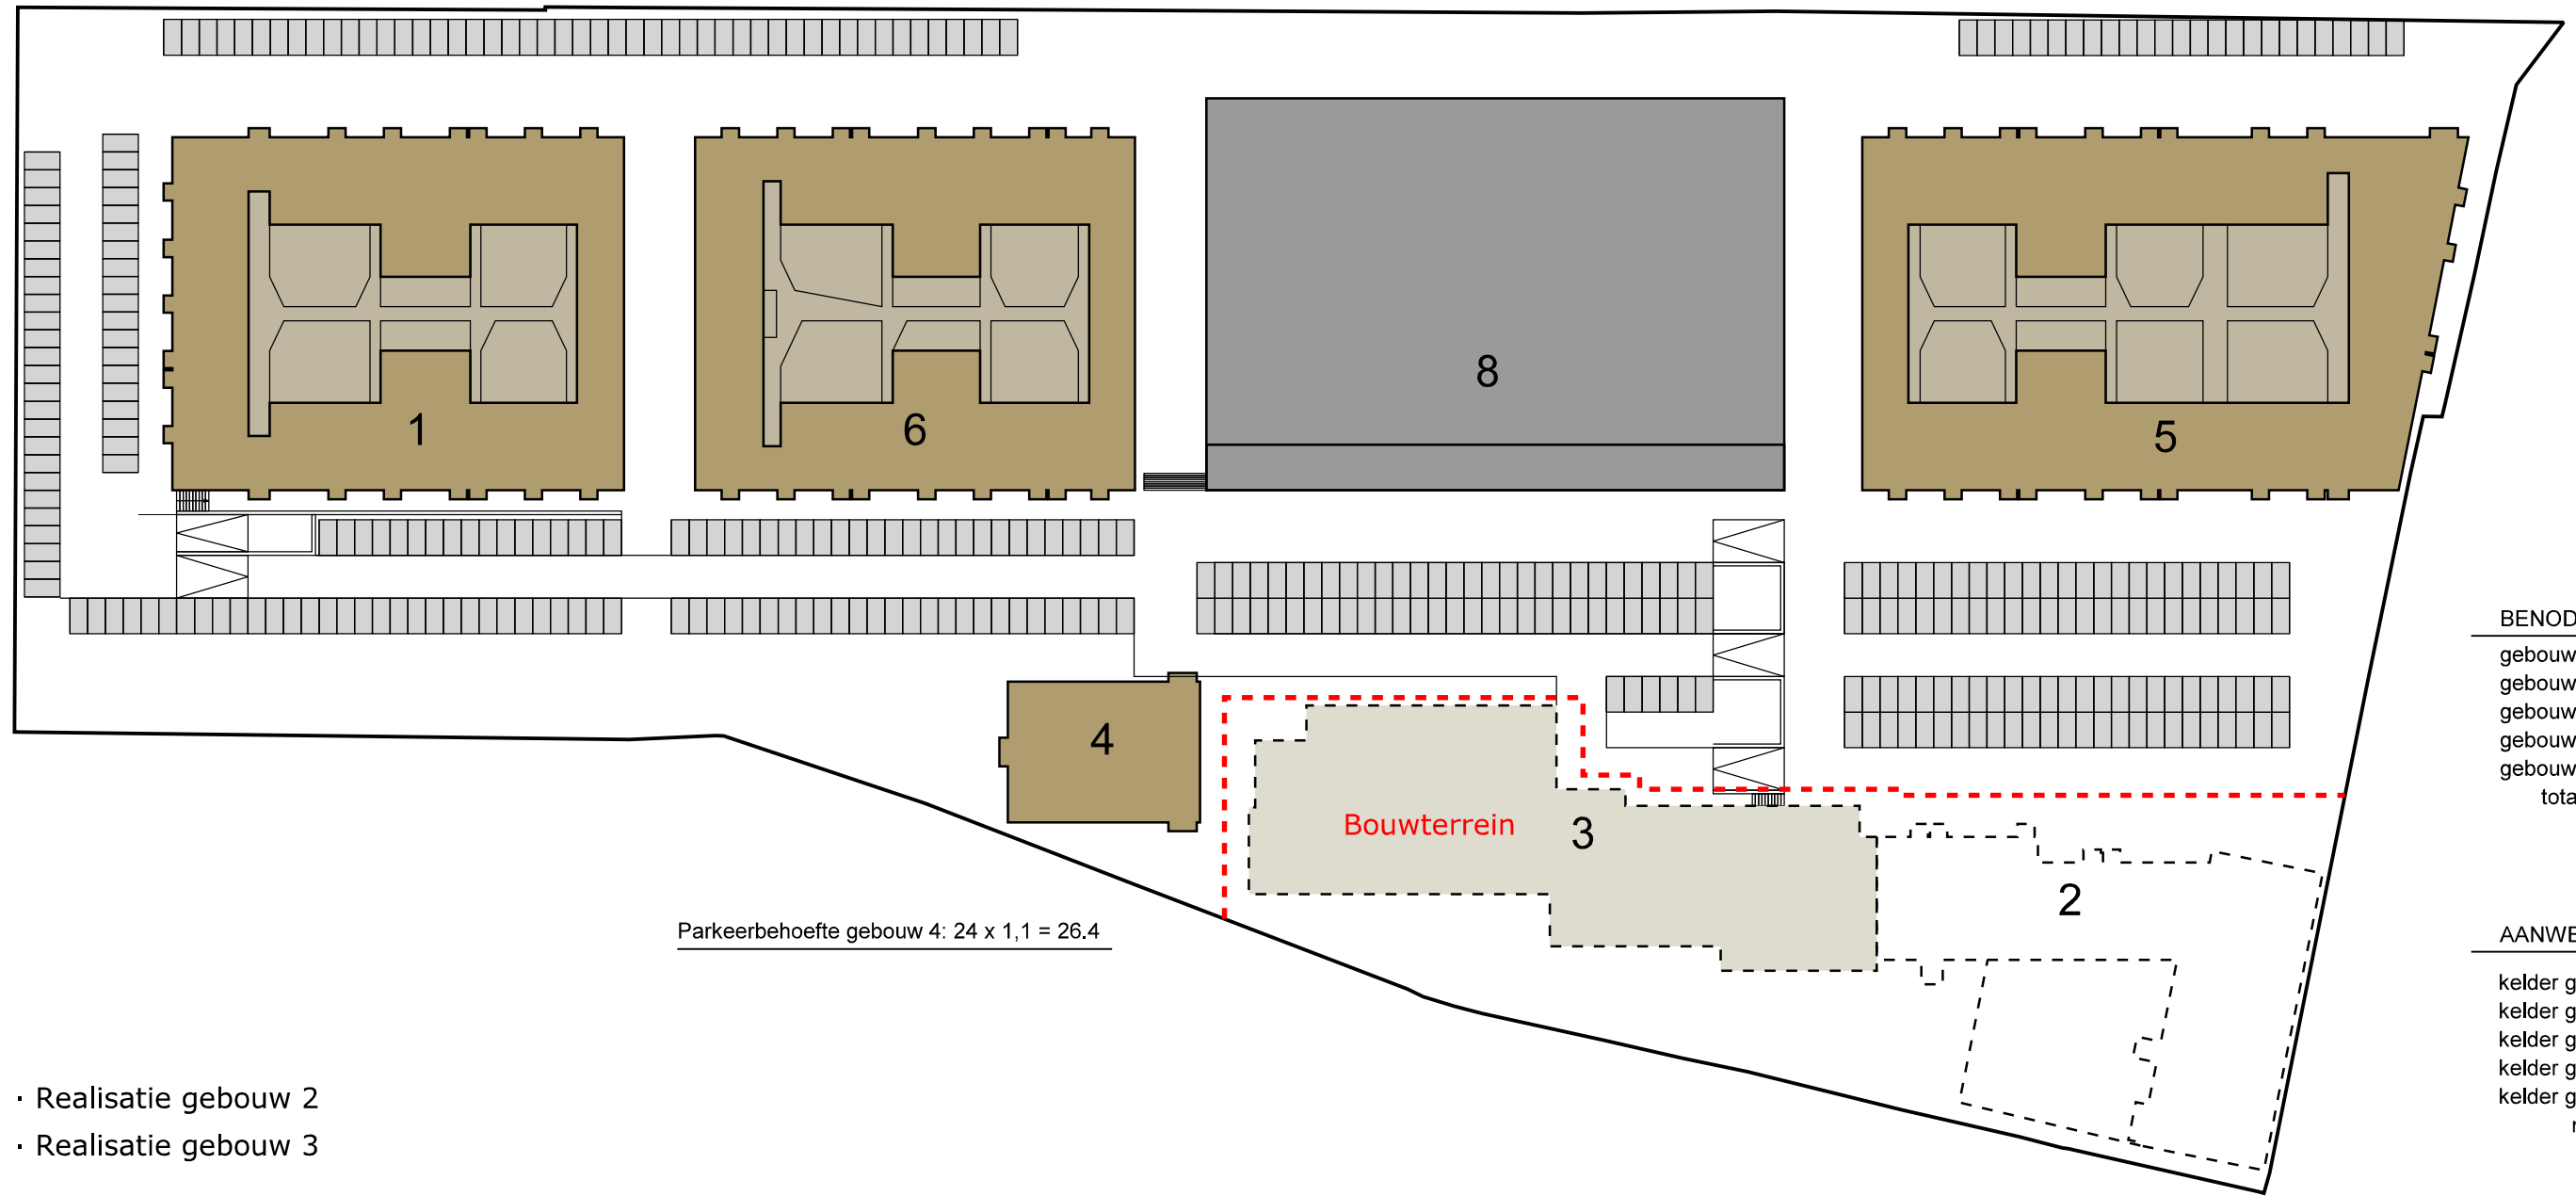 1
6
8
5
4
Bouwterrein
3
2
Parkeerbehoefte gebouw 4: 24 x 1,1 = 26.4
BENOD
gebouw
gebouw
gebouw
gebouw
gebouw
tota
AANWE
kelder g
kelder g
kelder g
kelder g
kelder g
· Realisatie gebouw 2
· Realisatie gebouw 3